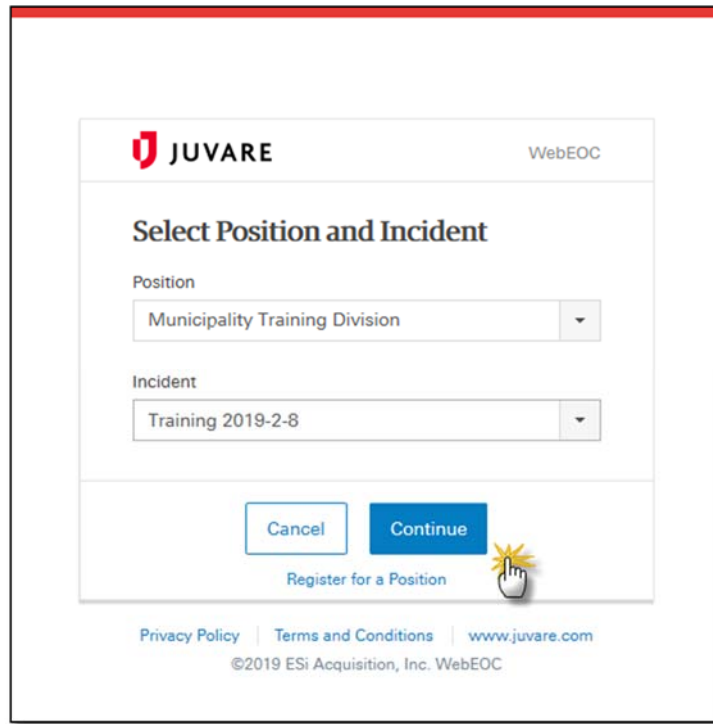 JUVARE WebEOC
Select Position and Incident
Position
Municipality Training Division
Incident
Training 2019-2-8
Cancel Continue
Register for a Position
Privacy Policy Terms and Conditions www.juvare.com
©2019 ESi Acquisition, Inc. WebEOC